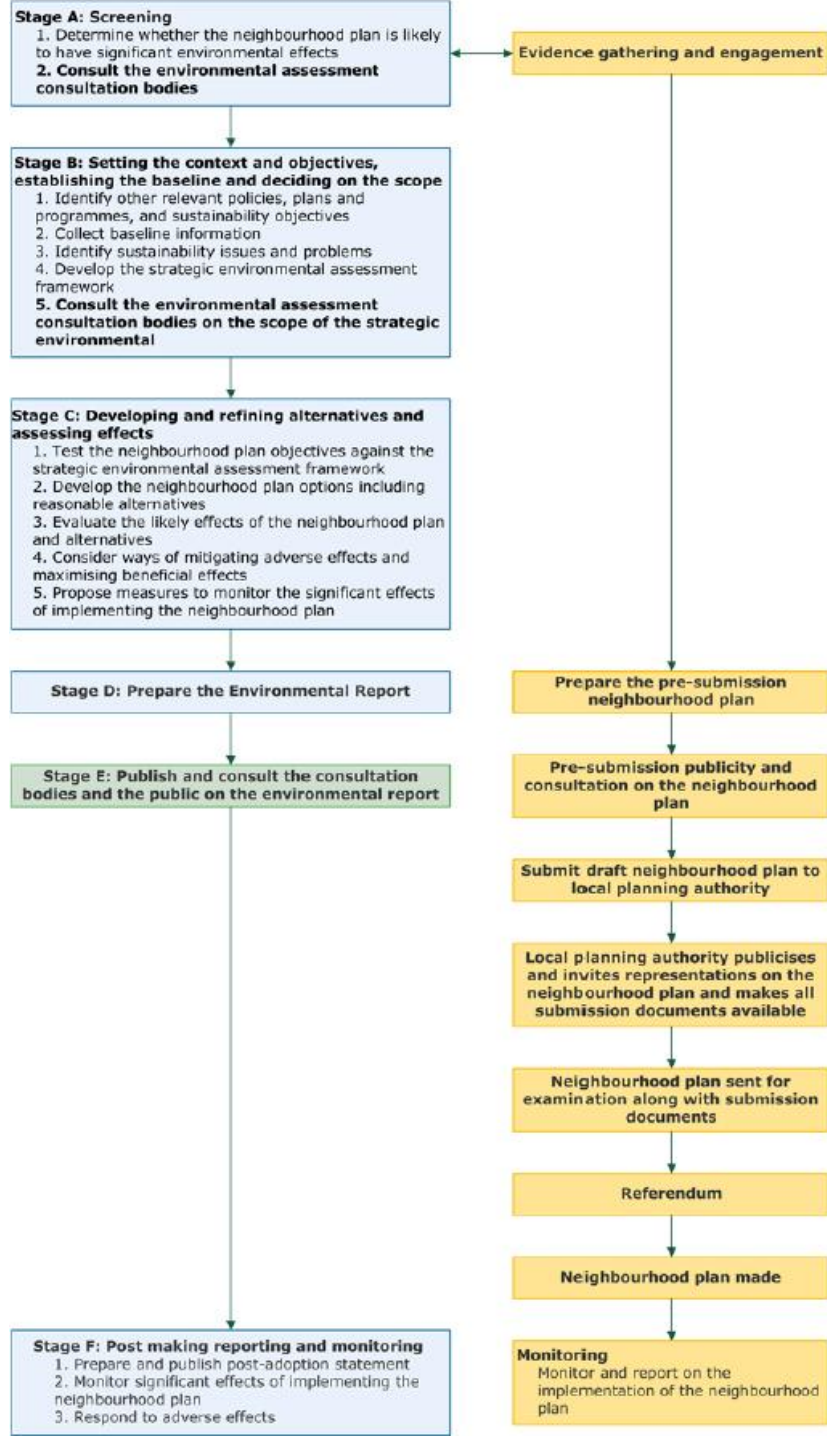 Stage A: Screening
1. Determine whether the neighbourhood plan is likely
to have significant environmental effects
2. Consult the environmental assessment
consultation bodies
Evidence gathering and engagement
Stage B: Setting the context and objectives,
establishing the baseline and deciding on the scope
1. Identify other relevant policies, plans and
programmes, and sustainability objectives
2. Collect baseline information
3. Identify sustainability issues and problems
4. Develop the strategic environmental assessment
framework
5. Consult the environmental assessment
consultation bodies on the scope of the strategic
environmental
Stage C: Developing and refining alternatives and
assessing effects
1. Test the neighbourhood plan objectives against the
strategic environmental assessment framework
2. Develop the neighbourhood plan options including
reasonable alternatives
3. Evaluate the likely effects of the neighbourhood plan
and alternatives
4. Consider ways of mitigating adverse effects and
maximising beneficial effects
5. Propose measures to monitor the significant effects
of implementing the neighbourhood plan
Stage D: Prepare the Environmental Report
Prepare the pre-submission
neighbourhood plan
Stage E: Publish and consult the consultation
bodies and the public on the environmental report
Pre-submission publicity and
consultation on the neighbourhood
plan
Submit draft neighbourhood plan to
local planning authority
Local planning authority publicises
and invites representations on the
neighbourhood plan and makes all
submission documents available
Neighbourhood plan sent for
examination along with submission
documents
Referendum
Neighbourhood plan made
Stage F: Post making reporting and monitoring
1. Prepare and publish post-adoption statement
2. Monitor significant effects of implementing the
neighbourhood plan
3. Respond to adverse effects
Monitoring
Monitor and report on the
implementation of the neighbourhood
plan